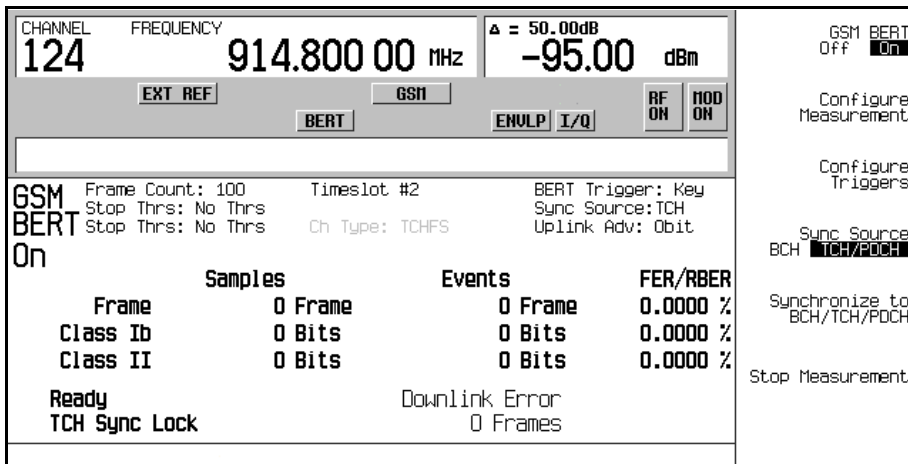 CHANNEL FREQUENCY Δ = 50.00dB
124 914.800 00 MHz -95.00 dBm
EXT REF GSM RF ON MOD ON
BERT ENVLP I/Q
GSM BERT On
Frame Count: 100 Timeslot #2 BERT Trigger: Key
Stop Thrs: No Thrs Sync Source:TCH
Stop Thrs: No Thrs Ch Type: TCHFS Uplink Adv: 0bit
Samples Events FER/RBER
Frame 0 Frame 0 Frame 0.0000 %
Class Ib 0 Bits 0 Bits 0.0000 %
Class II 0 Bits 0 Bits 0.0000 %
Ready Downlink Error
TCH Sync Lock 0 Frames
GSM BERT
Off On
Configure
Measurement
Configure
Triggers
Sync Source
BCH TCH/PDCH
Synchronize to
BCH/TCH/PDCH
Stop Measurement